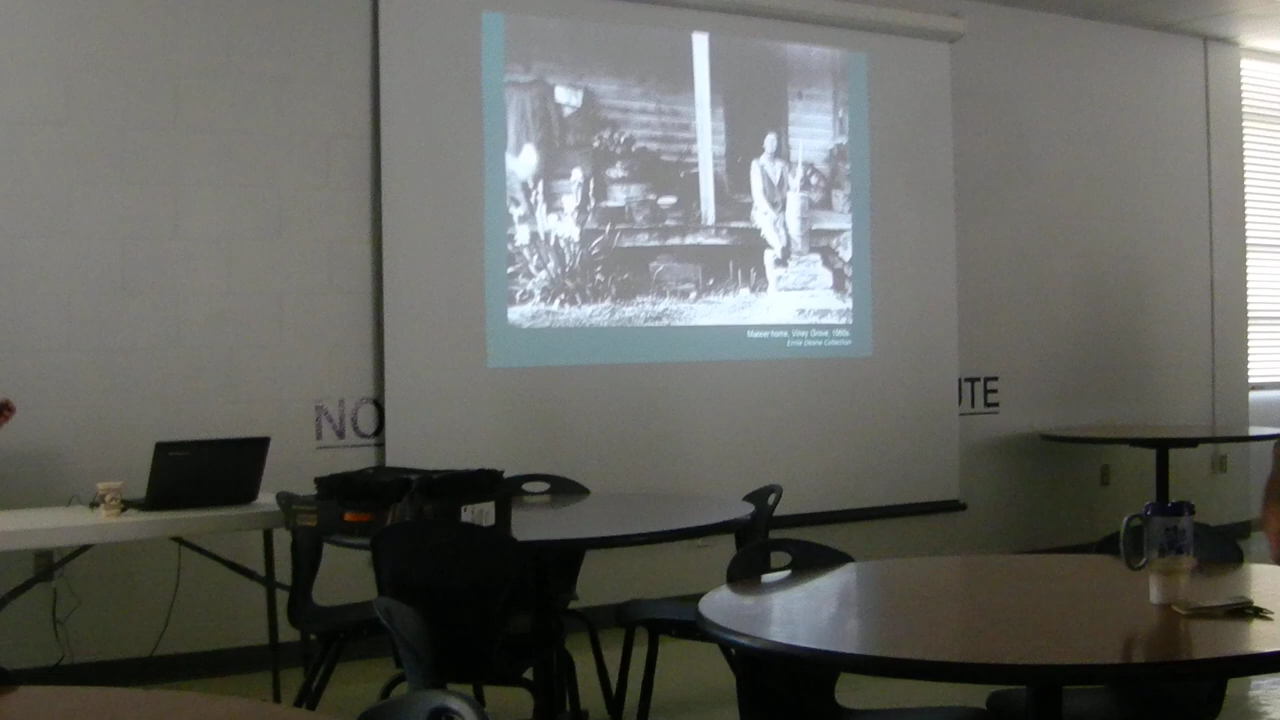 Mateer home, Viney Grove, 1960s.
Ernie Deane Collection
NO
UTE